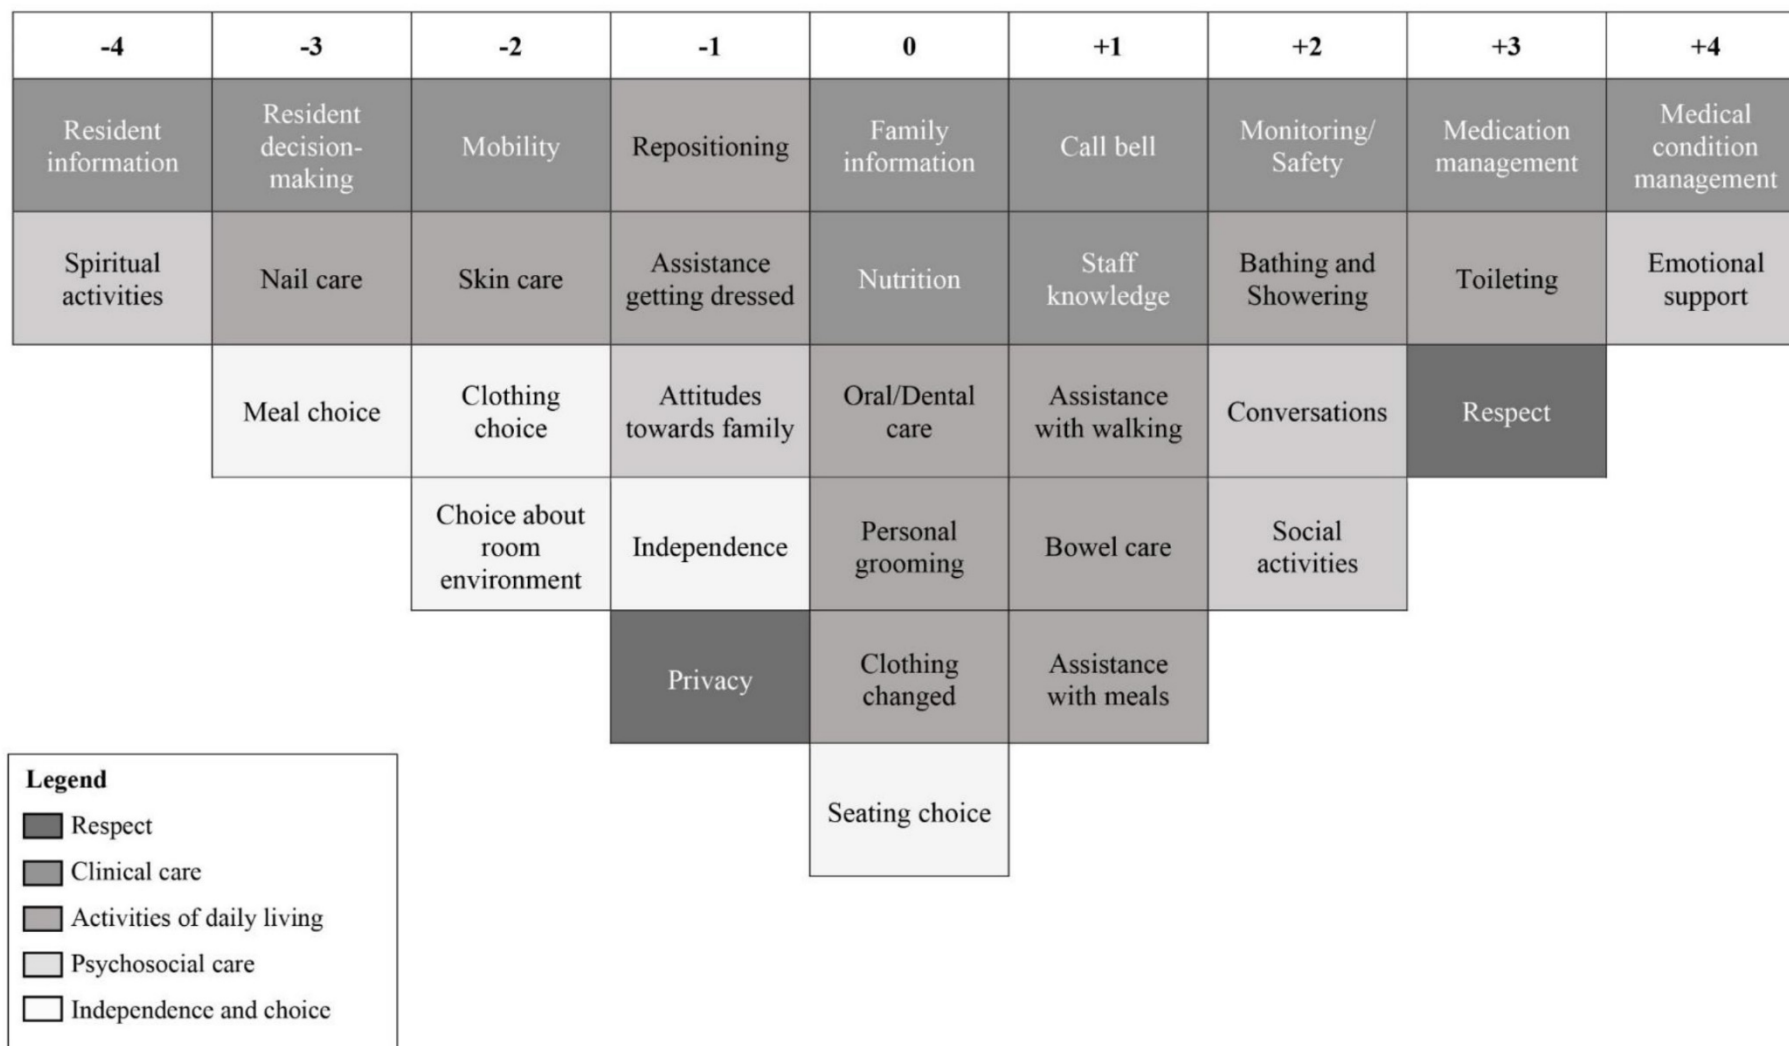 -4 -3 -2 -1 0 +1 +2 +3 +4
Resident
information
Resident
decision-
making
Mobility
Repositioning
Family
information
Call bell
Monitoring/
Safety
Medication
management
Medical
condition
management
Spiritual
activities
Nail care
Skin care
Assistance
getting dressed
Nutrition
Staff
knowledge
Bathing and
Showering
Toileting
Emotional
support
Meal choice
Clothing
choice
Attitudes
towards family
Oral/Dental
care
Assistance
with walking
Conversations
Respect
Choice about
room
environment
Independence
Personal
grooming
Bowel care
Social
activities
Privacy
Clothing
changed
Assistance
with meals
Seating choice
Legend
Respect
Clinical care
Activities of daily living
Psychosocial care
Independence and choice